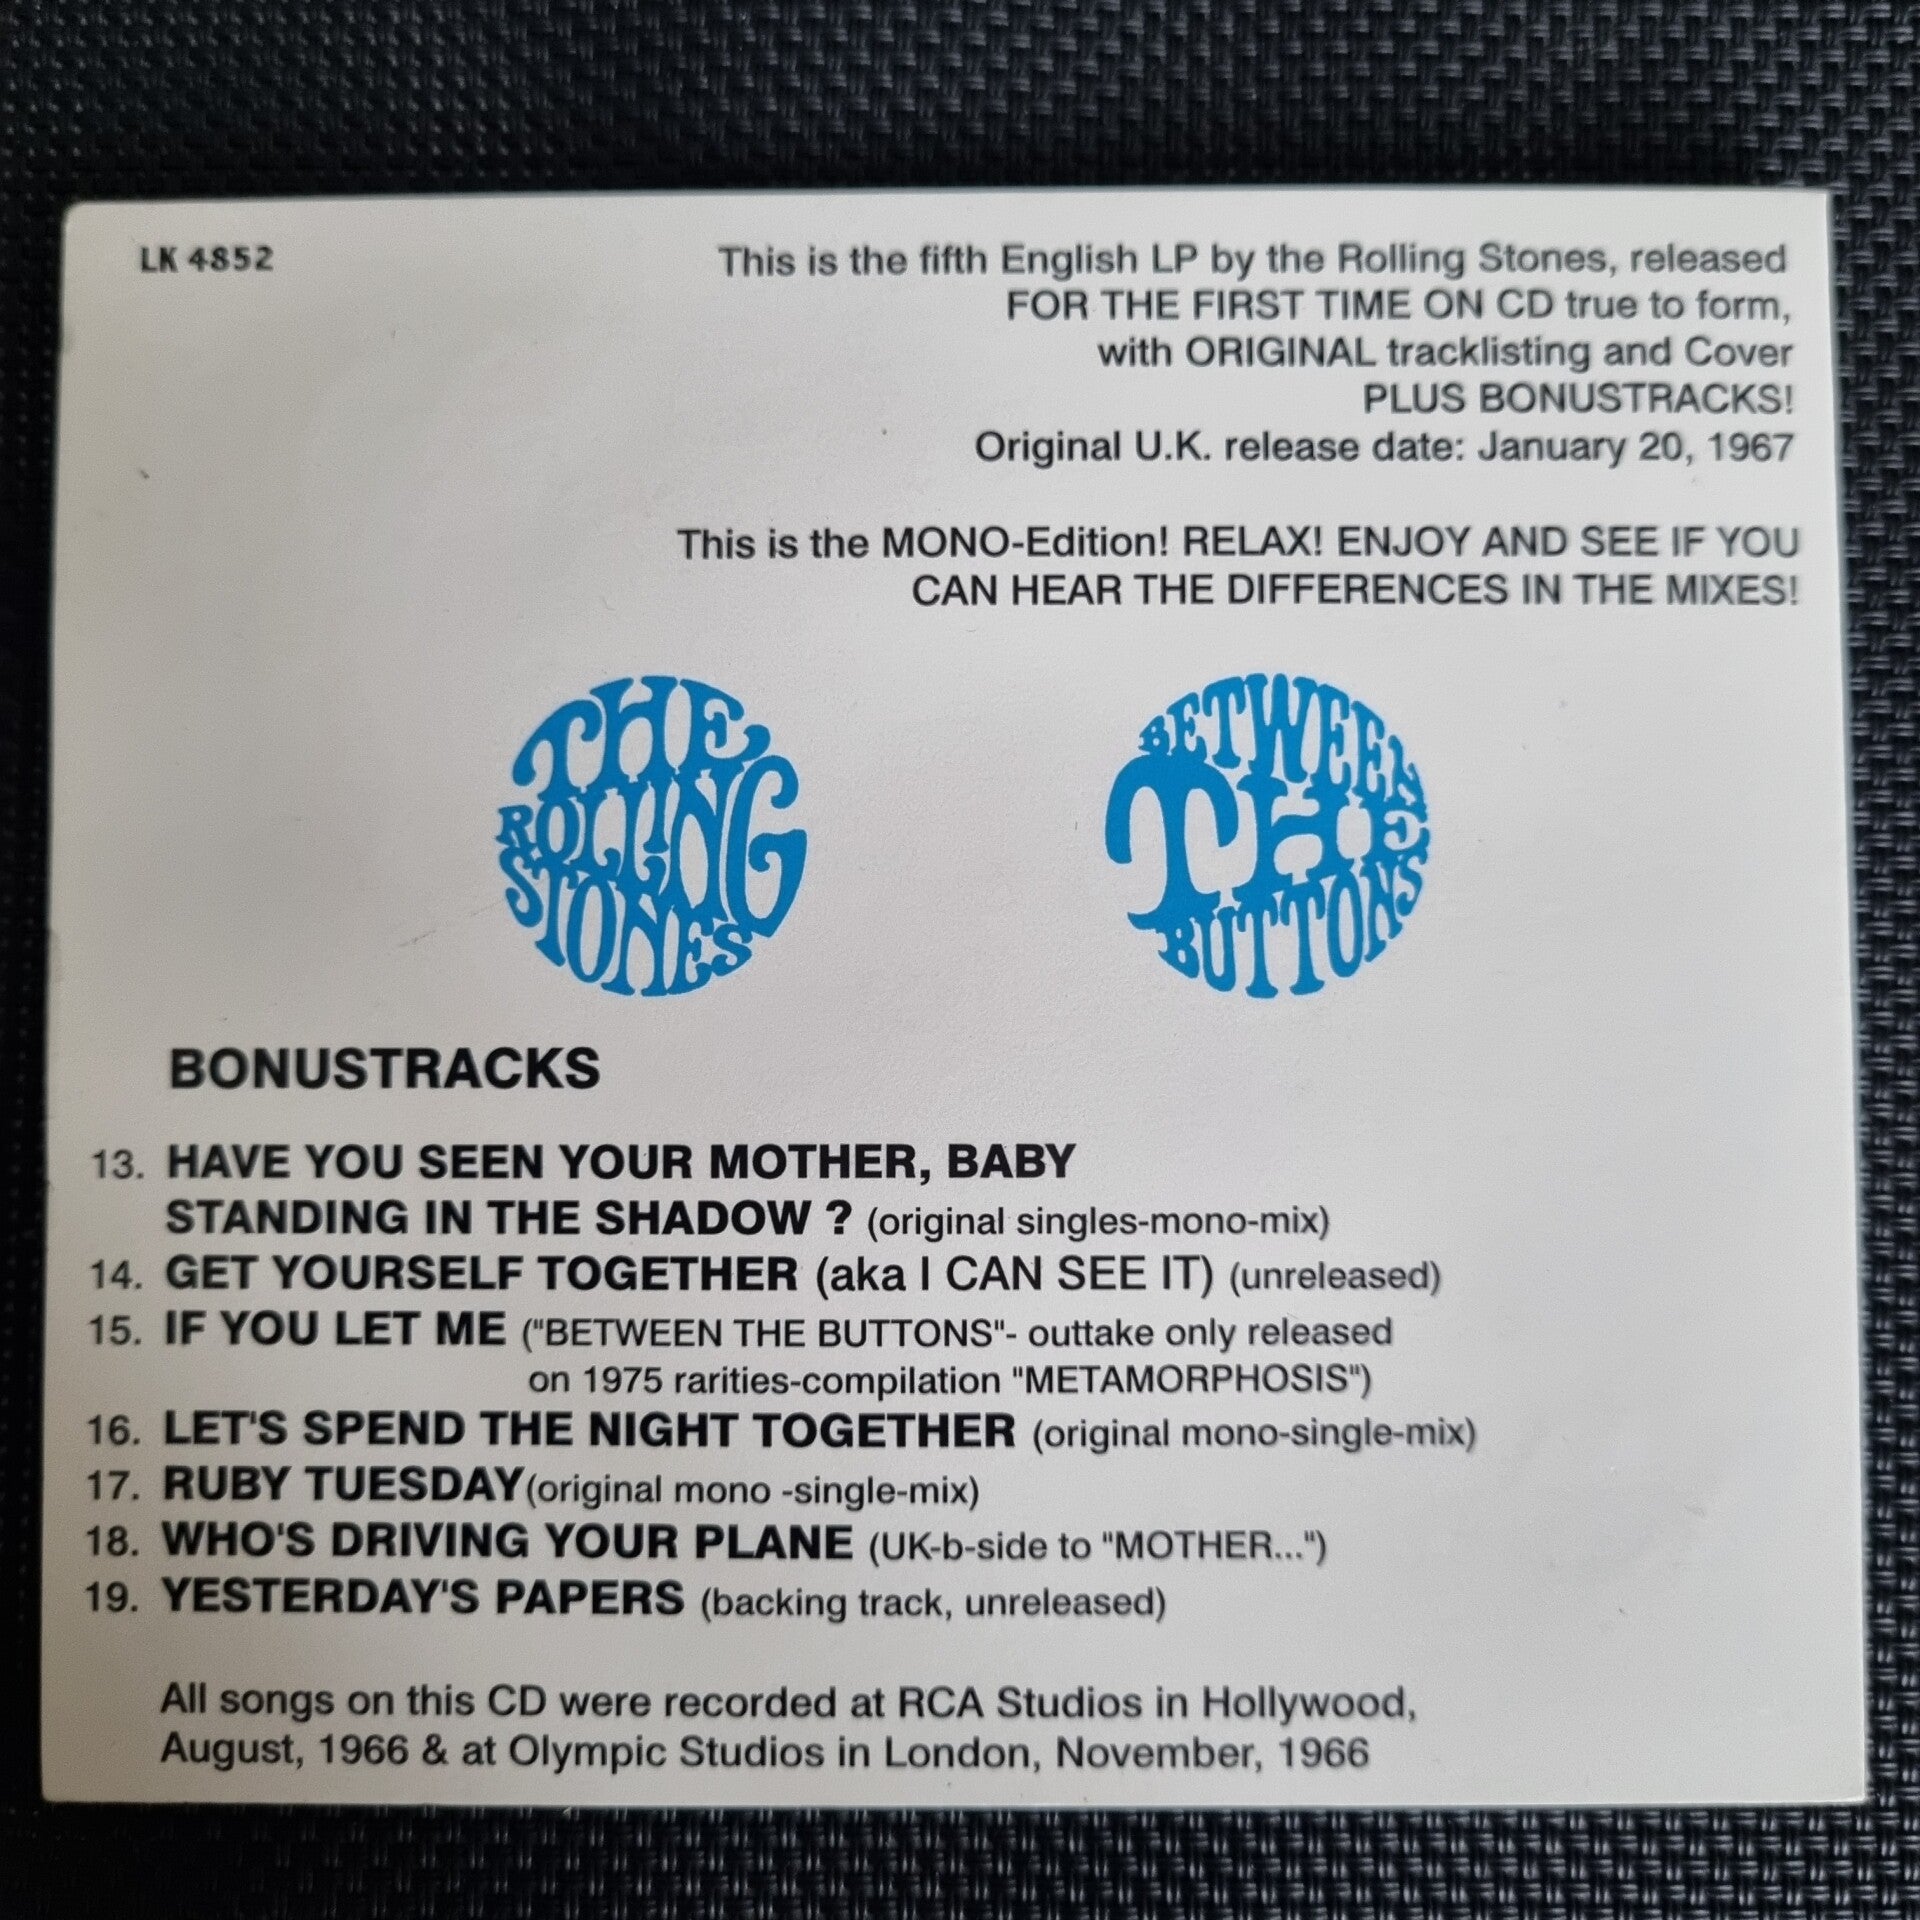 LK 4852
This is the fifth English LP by the Rolling Stones, released
FOR THE FIRST TIME ON CD true to form,
with ORIGINAL tracklisting and Cover
PLUS BONUSTRACKS!
Original U.K. release date: January 20, 1967
This is the MONO-Edition! RELAX! ENJOY AND SEE IF YOU
CAN HEAR THE DIFFERENCES IN THE MIXES!
THE
ROLLING
STONES
BETWEEN
THE
BUTTONS
BONUSTRACKS
13. HAVE YOU SEEN YOUR MOTHER, BABY
STANDING IN THE SHADOW ? (original singles-mono-mix)
14. GET YOURSELF TOGETHER (aka I CAN SEE IT) (unreleased)
15. IF YOU LET ME ("BETWEEN THE BUTTONS"- outtake only released
on 1975 rarities-compilation "METAMORPHOSIS")
16. LET'S SPEND THE NIGHT TOGETHER (original mono-single-mix)
17. RUBY TUESDAY(original mono -single-mix)
18. WHO'S DRIVING YOUR PLANE (UK-b-side to "MOTHER...")
19. YESTERDAY'S PAPERS (backing track, unreleased)
All songs on this CD were recorded at RCA Studios in Hollywood,
August, 1966 & at Olympic Studios in London, November, 1966